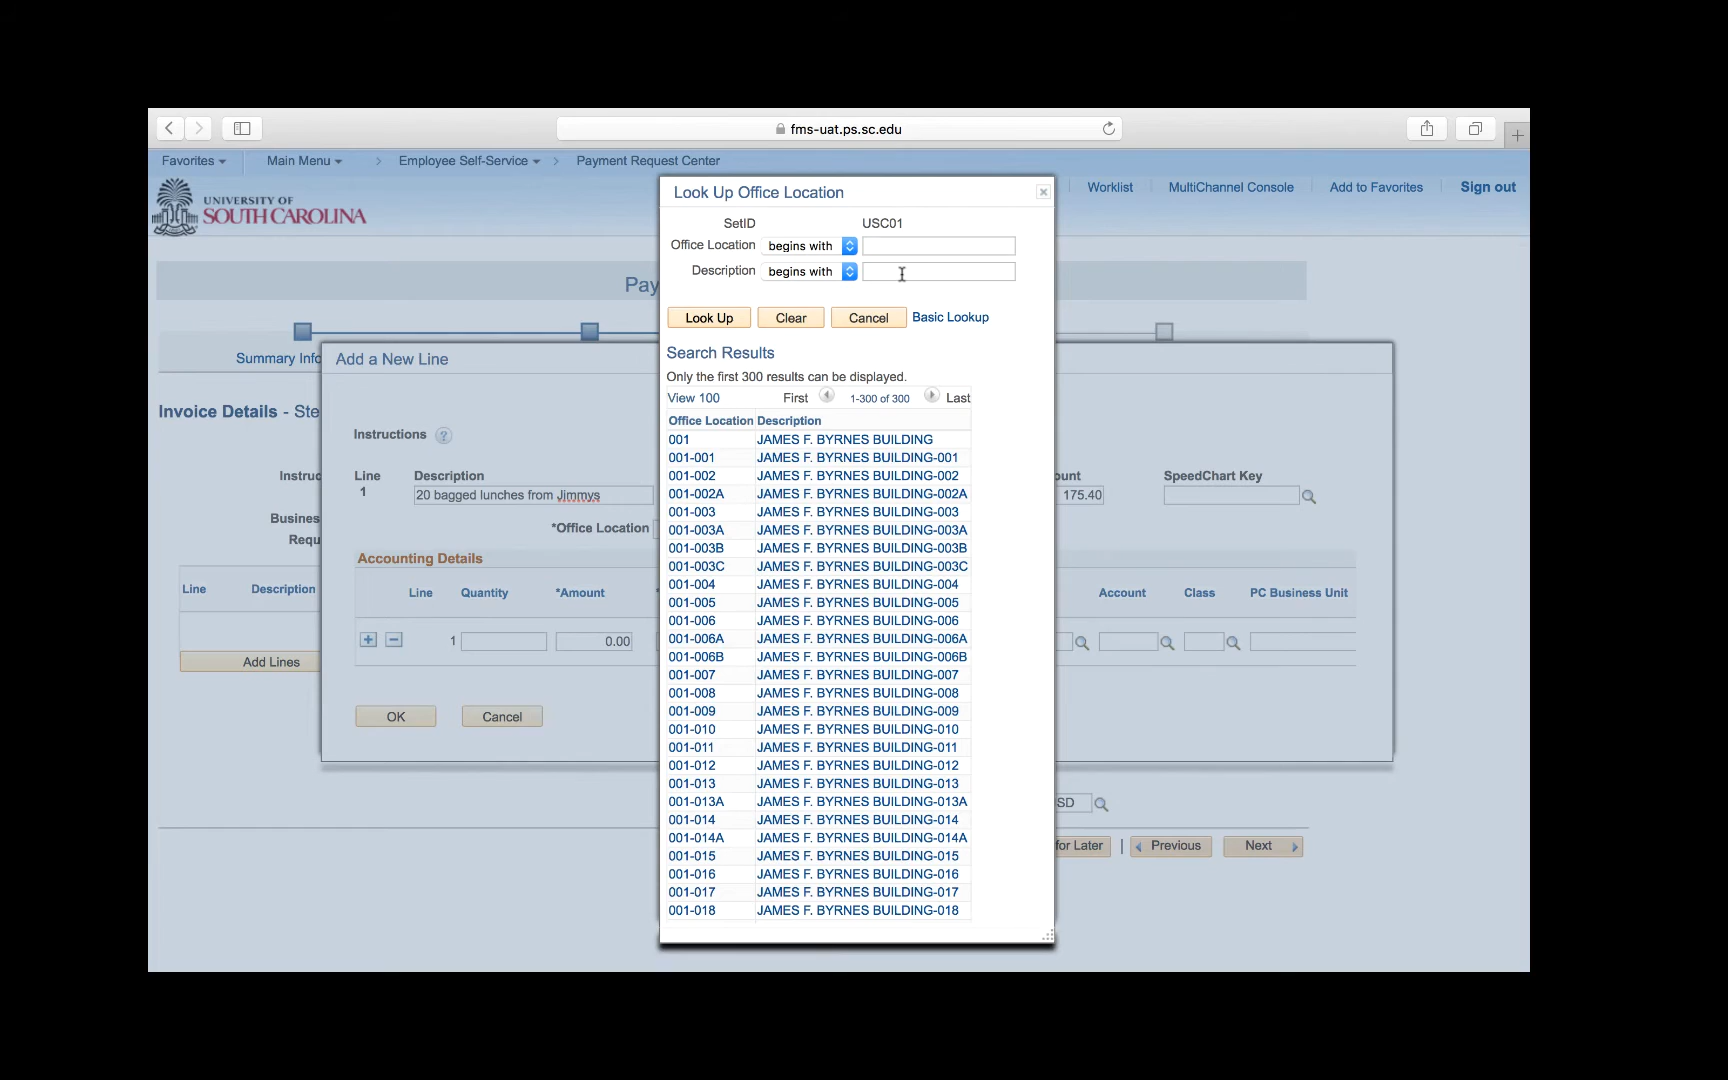 fms-uat.ps.sc.edu
Favorites
Main Menu
Employee Self-Service
Payment Request Center
UNIVERSITY OF
SOUTH CAROLINA
Worklist
MultiChannel Console
Add to Favorites
Sign out
Pay
Summary Info
Invoice Details - Ste
Instruc
Busines
Requ
Line
Description
Add Lines
Add a New Line
Instructions
?
Line
Description
ount
SpeedChart Key
1
20 bagged lunches from Jimmys
175.40
*Office Location
Accounting Details
Line
Quantity
*Amount
Account
Class
PC Business Unit
1
0.00
OK
Cancel
SD
for Later
|
Previous
Next
Look Up Office Location
SetID
USC01
Office Location
begins with
Description
begins with
Look Up
Clear
Cancel
Basic Lookup
Search Results
Only the first 300 results can be displayed.
View 100
First
1-300 of 300
Last
Office Location Description
001 JAMES F. BYRNES BUILDING
001-001 JAMES F. BYRNES BUILDING-001
001-002 JAMES F. BYRNES BUILDING-002
001-002A JAMES F. BYRNES BUILDING-002A
001-003 JAMES F. BYRNES BUILDING-003
001-003A JAMES F. BYRNES BUILDING-003A
001-003B JAMES F. BYRNES BUILDING-003B
001-003C JAMES F. BYRNES BUILDING-003C
001-004 JAMES F. BYRNES BUILDING-004
001-005 JAMES F. BYRNES BUILDING-005
001-006 JAMES F. BYRNES BUILDING-006
001-006A JAMES F. BYRNES BUILDING-006A
001-006B JAMES F. BYRNES BUILDING-006B
001-007 JAMES F. BYRNES BUILDING-007
001-008 JAMES F. BYRNES BUILDING-008
001-009 JAMES F. BYRNES BUILDING-009
001-010 JAMES F. BYRNES BUILDING-010
001-011 JAMES F. BYRNES BUILDING-011
001-012 JAMES F. BYRNES BUILDING-012
001-013 JAMES F. BYRNES BUILDING-013
001-013A JAMES F. BYRNES BUILDING-013A
001-014 JAMES F. BYRNES BUILDING-014
001-014A JAMES F. BYRNES BUILDING-014A
001-015 JAMES F. BYRNES BUILDING-015
001-016 JAMES F. BYRNES BUILDING-016
001-017 JAMES F. BYRNES BUILDING-017
001-018 JAMES F. BYRNES BUILDING-018